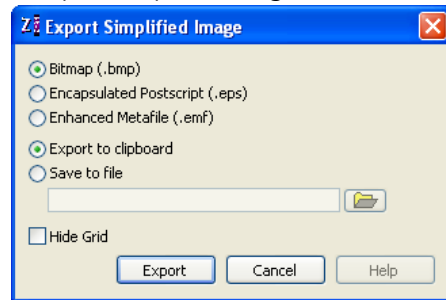 Export Simplified Image
Bitmap (.bmp)
Encapsulated Postscript (.eps)
Enhanced Metafile (.emf)
Export to clipboard
Save to file
Hide Grid
Export Cancel Help